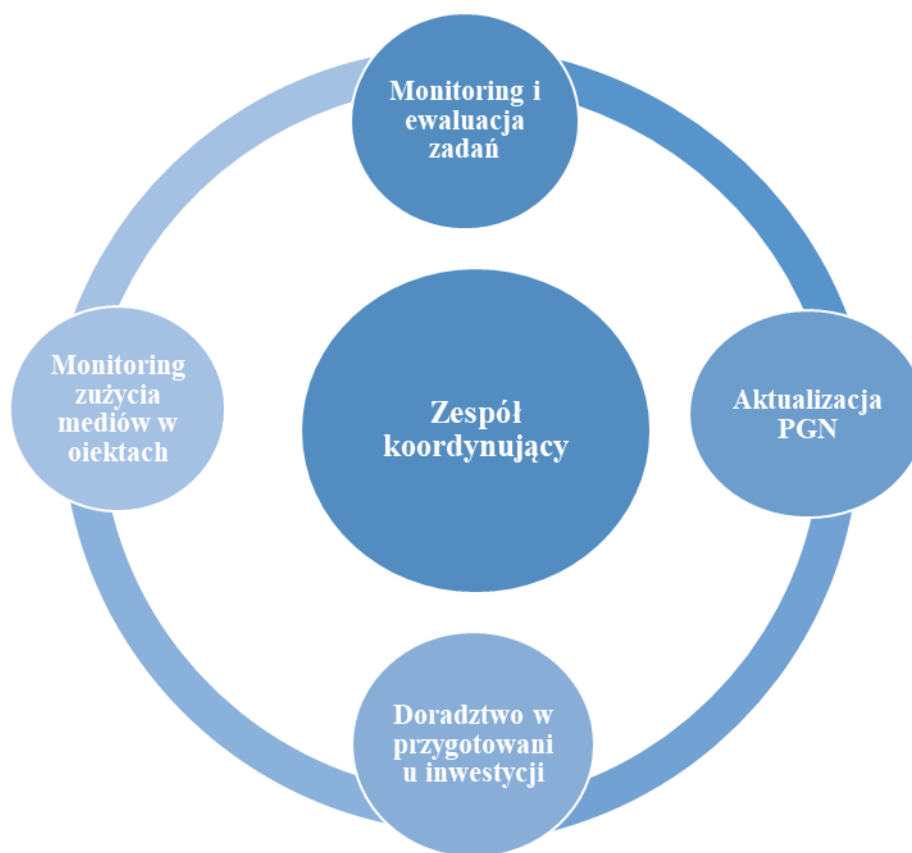 Monitoring i
ewaluacja
zadań
Monitoring
zużycia
mediów w
oiektach
Zespół
koordynujący
Aktualizacja
PGN
Doradztwo w
przygotowani
u inwestycji